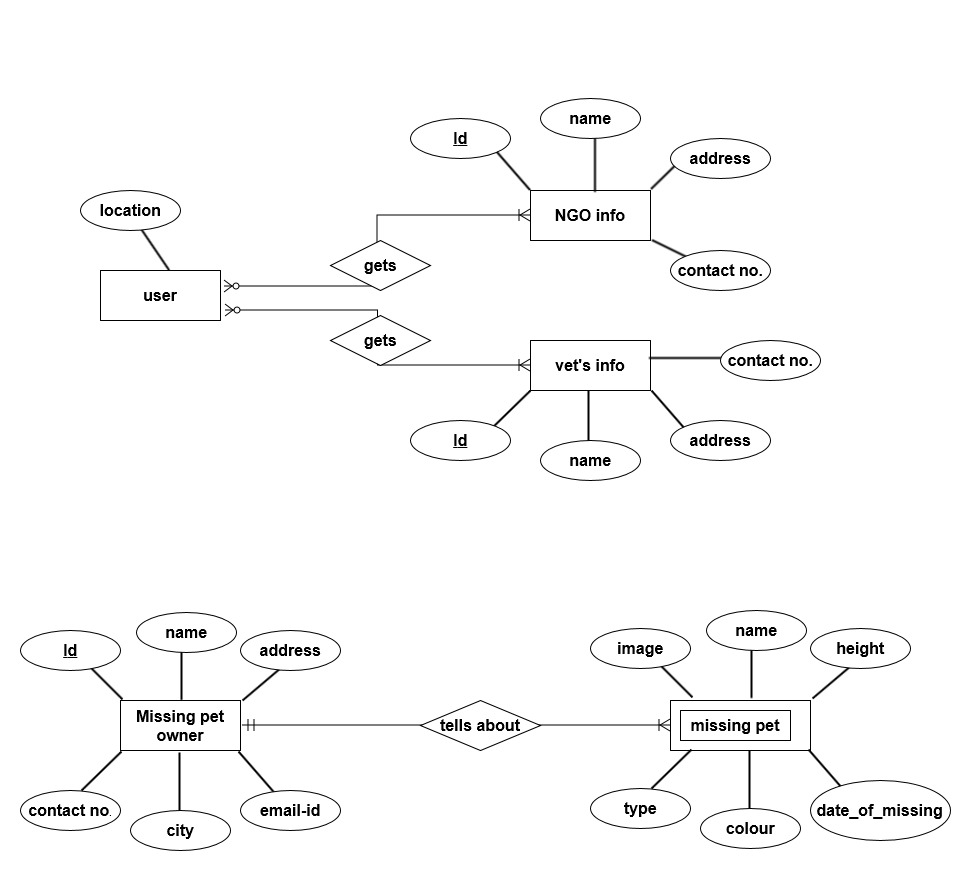 name
Id
address
location
NGO info
gets
contact no.
user
gets
vet's info
contact no.
Id
name
address
name
Id
address
image
name
height
Missing pet
owner
tells about
missing pet
contact no.
city
email-id
type
colour
date_of_missing